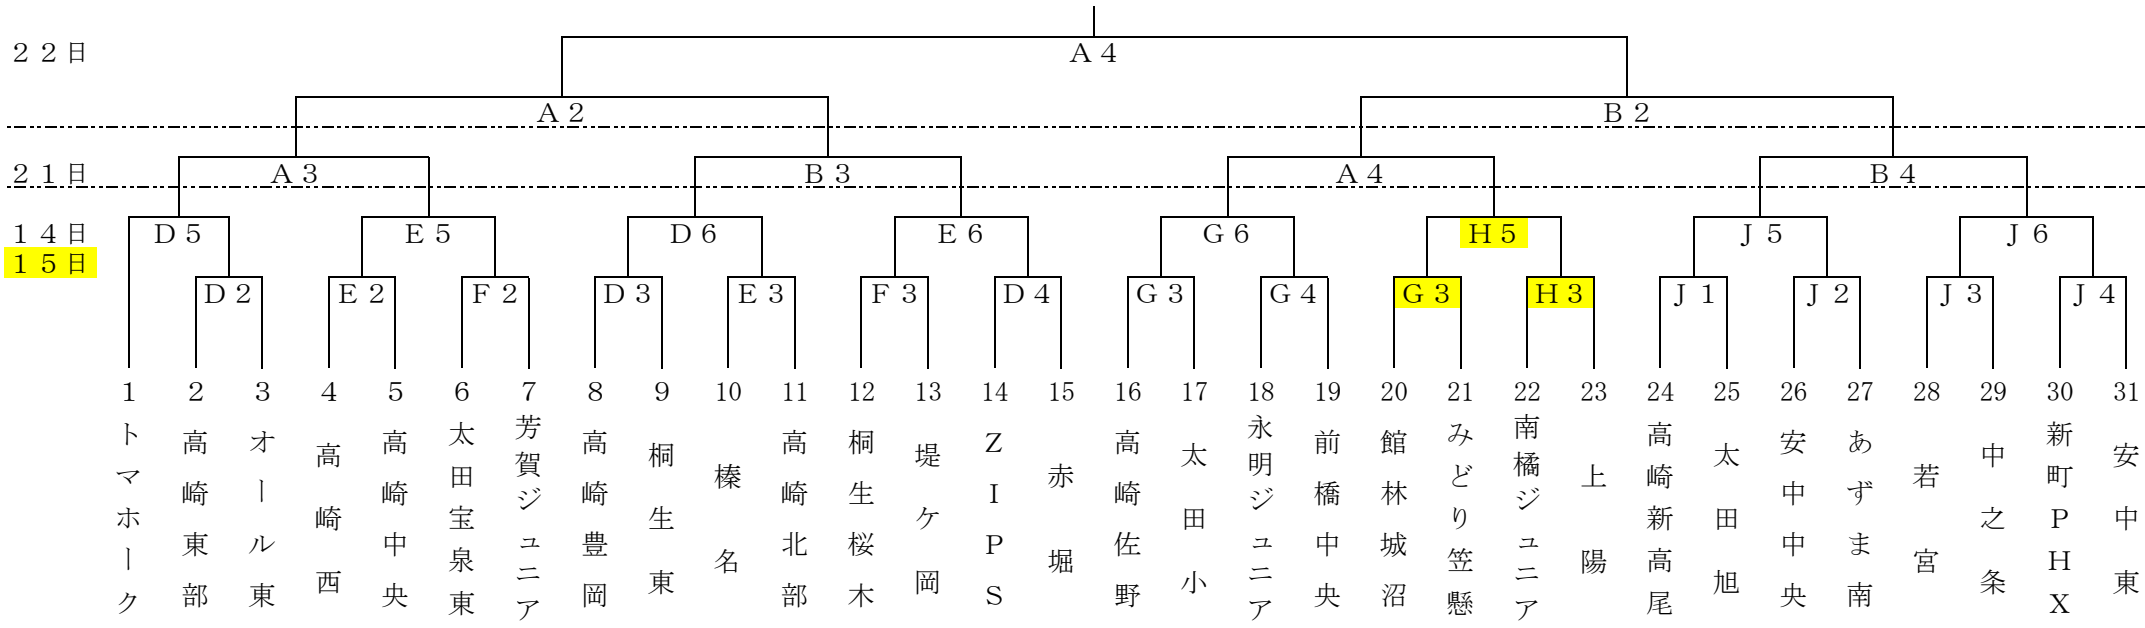 ２２日
Ａ４
Ａ２
Ｂ２
２１日
Ａ３
Ｂ３
Ａ４
Ｂ４
１４日
Ｄ５
Ｅ５
Ｄ６
Ｅ６
Ｇ６
Ｈ５
Ｊ５
Ｊ６
１５日
Ｄ２
Ｅ２
Ｆ２
Ｄ３
Ｅ３
Ｆ３
Ｄ４
Ｇ３
Ｇ４
Ｇ３
Ｈ３
Ｊ１
Ｊ２
Ｊ３
Ｊ４
1
トマホーク
2
高崎東部
3
オール東
4
高崎西
5
高崎中央
6
太田宝泉東
7
芳賀ジュニア
8
高崎豊岡
9
桐生東
10
榛名
11
高崎北部
12
桐生桜木
13
堤ケ岡
14
ＺＩＰＳ
15
赤堀
16
高崎佐野
17
太田小
18
永明ジュニア
19
前橋中央
20
館林城沼
21
みどり笠懸
22
南橘ジュニア
23
上陽
24
高崎新高尾
25
太田旭
26
安中中央
27
あずま南
28
若宮
29
中之条
30
新町ＰＨＸ
31
安中東